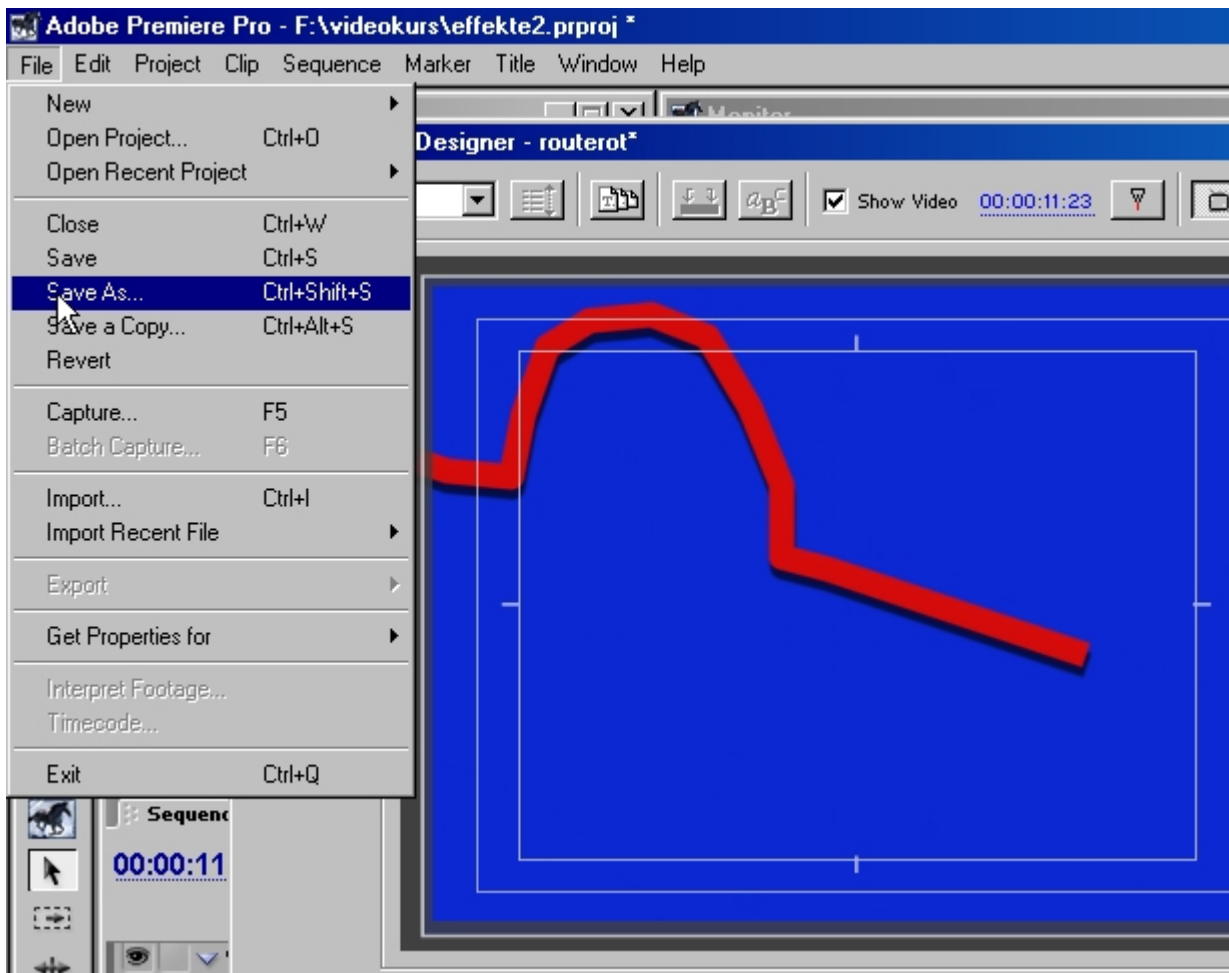 Adobe Premiere Pro - F:\videokurs\effekte2.prproj *
File Edit Project Clip Sequence Marker Title Window Help
New
Open Project... Ctrl+O
Open Recent Project
Close Ctrl+W
Save Ctrl+S
Save As... Ctrl+Shift+S
Save a Copy... Ctrl+Alt+S
Revert
Capture... F5
Batch Capture... F6
Import... Ctrl+I
Import Recent File
Export
Get Properties for
Interpret Footage...
Timecode...
Exit Ctrl+Q
Monitor
Designer - routerot*
Show Video 00:00:11:23
Sequenc
00:00:11